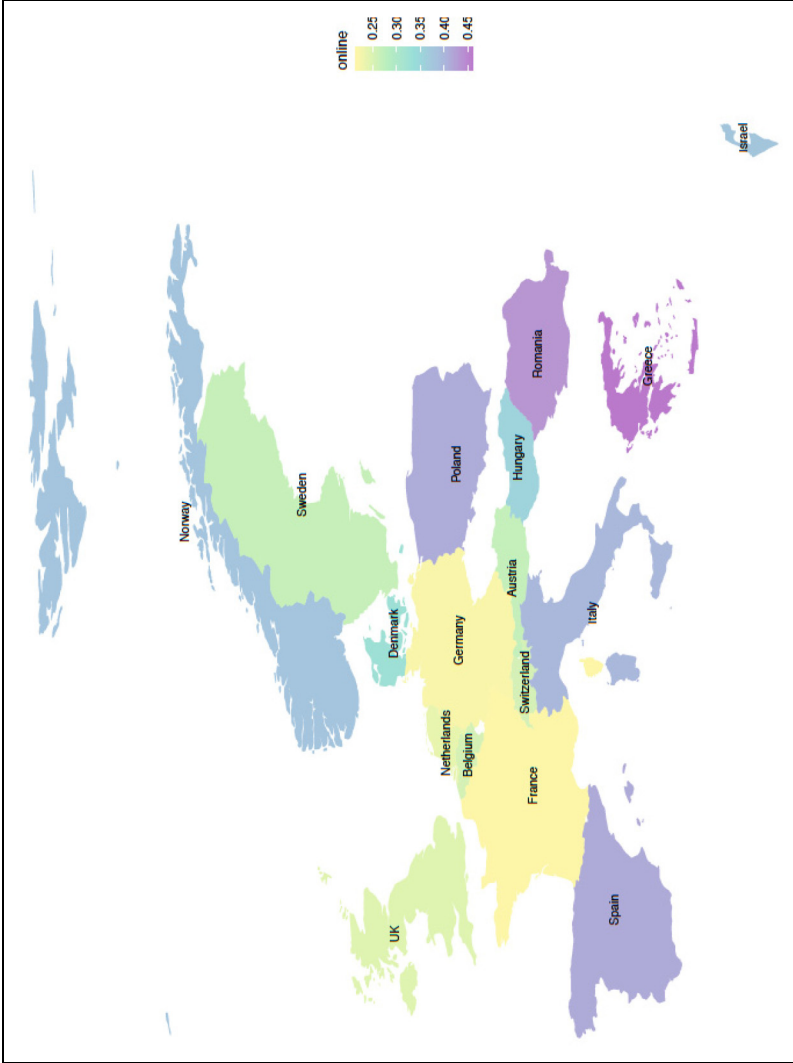 online
0.25
0.30
0.35
0.40
0.45
Norway
Sweden
Denmark
UK
Netherlands
Belgium
Germany
Poland
France
Switzerland
Austria
Hungary
Romania
Spain
Italy
Greece
Israel